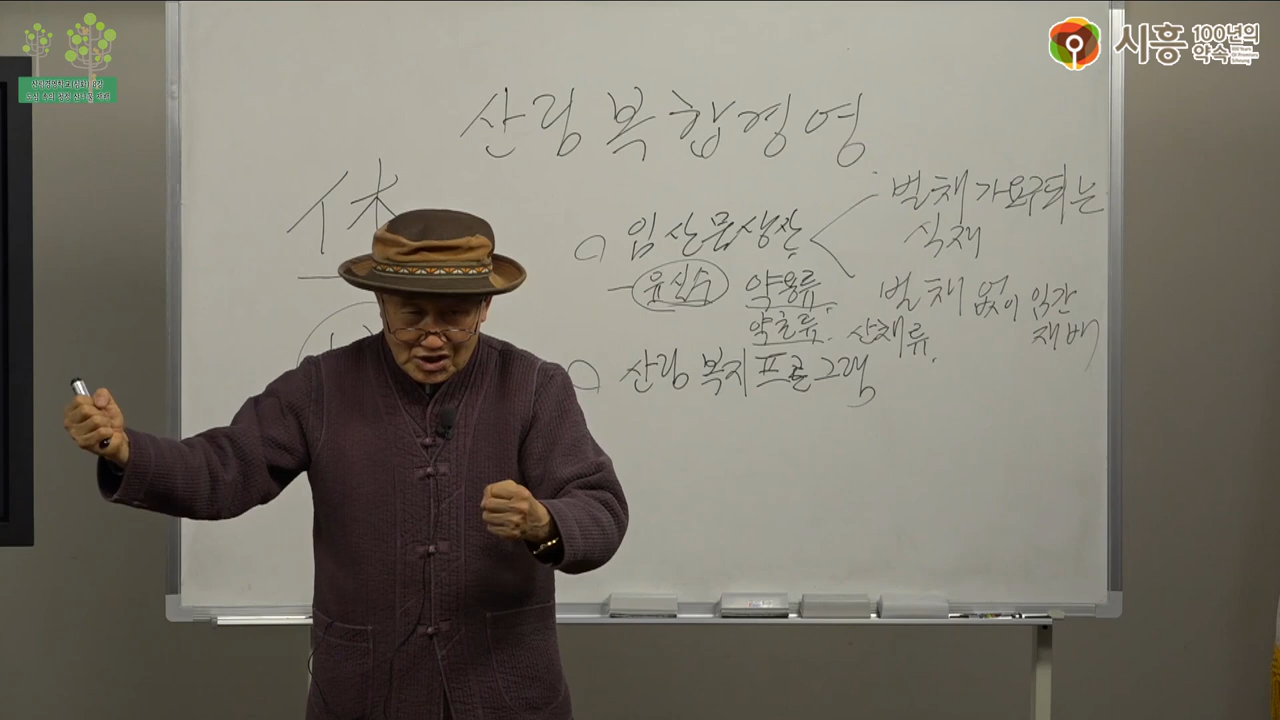 시흥 100년의 약속
산림복합경영
休
임산물생산
벌채가 요구되는
식재
유실수 약용류.
약초류. 산채류.
벌채 없이 임간
재배
산림 복지 프로그램